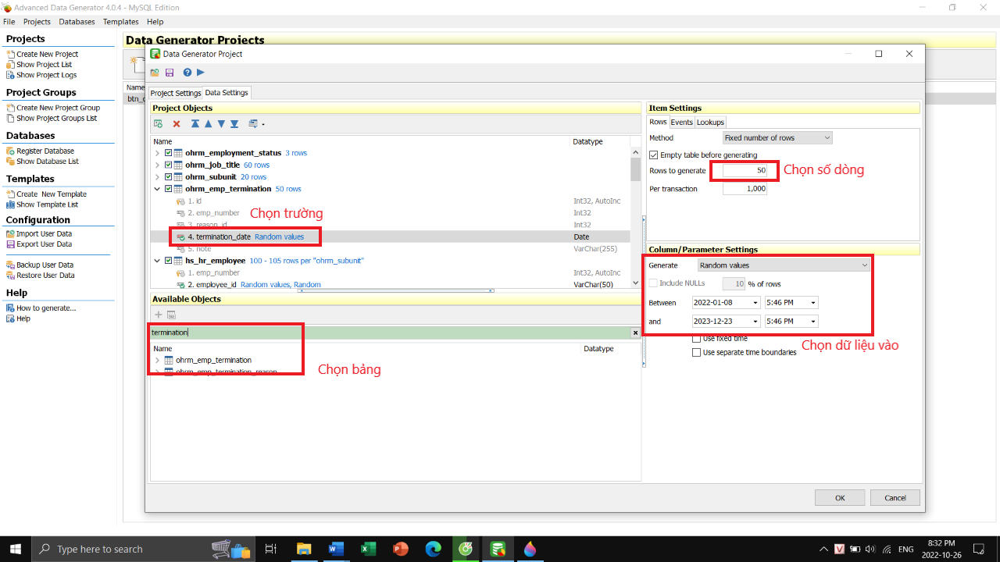 Advanced Data Generator 4.0.4 - MySQL Edition
File Projects Databases Templates Help
Projects
Create New Project
Show Project List
Show Project Logs
Project Groups
Create New Project Group
Show Project Groups List
Databases
Register Database
Show Database List
Templates
Create New Template
Show Template List
Configuration
Import User Data
Export User Data
Backup User Data
Restore User Data
Help
How to generate...
Help
Data Generator Projects
Name
Data Generator Project
Project Settings Data Settings
Project Objects
Name Datatype
ohrm_employment_status 3 rows
ohrm_job_title 60 rows
ohrm_subunit 20 rows
ohrm_emp_termination 50 rows
1. id Int32, AutoInc
2. emp_number Int32
Chọn trường
3. reason_id Int32
4. termination_date Random values Date
5. note VarChar(255)
hs_hr_employee 100 - 105 rows per "ohrm_subunit"
1. emp_number Int32, AutoInc
2. employee_id Random values, Random VarChar(50)
Available Objects
termination
Name Datatype
ohrm_emp_termination
ohrm_emp_termination_reason
Chọn bảng
Item Settings
Rows Events Lookups
Method Fixed number of rows
Empty table before generating
Rows to generate 50
Chọn số dòng
Per transaction 1,000
Column/Parameter Settings
Generate Random values
Include NULLs 10 % of rows
Between 2022-01-08 5:46 PM
and 2023-12-23 5:46 PM
Use fixed time
Chọn dữ liệu vào
Use separate time boundaries
OK Cancel
Type here to search
ENG
8:32 PM
2022-10-26